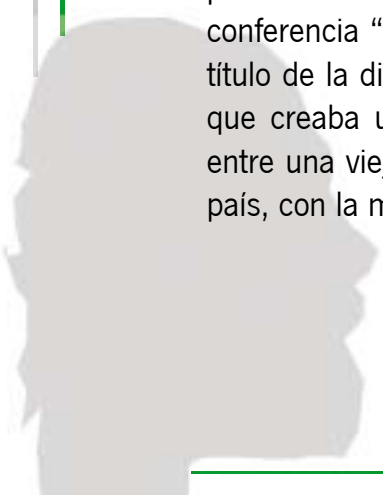 conferencia “
título de la di
que creaba u
entre una vie
país, con la m